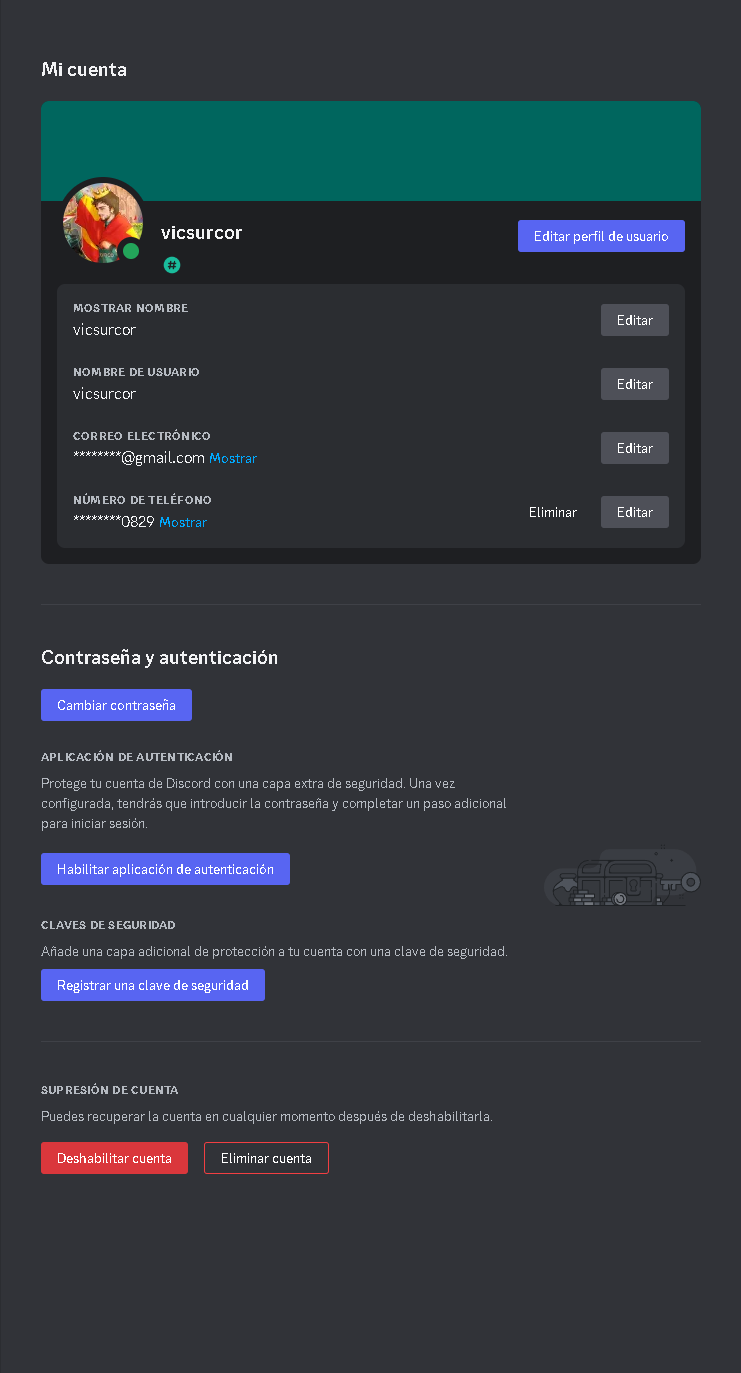 Mi cuenta
vicsurcor
Editar perfil de usuario
#
MOSTRAR NOMBRE
vicsurcor
Editar
NOMBRE DE USUARIO
vicsurcor
Editar
CORREO ELECTRÓNICO
********@gmail.com Mostrar
Editar
NÚMERO DE TELÉFONO
********0829 Mostrar
Eliminar
Editar
Contraseña y autenticación
Cambiar contraseña
APLICACIÓN DE AUTENTICACIÓN
Protege tu cuenta de Discord con una capa extra de seguridad. Una vez
configurada, tendrás que introducir la contraseña y completar un paso adicional
para iniciar sesión.
Habilitar aplicación de autenticación
CLAVES DE SEGURIDAD
Añade una capa adicional de protección a tu cuenta con una clave de seguridad.
Registrar una clave de seguridad
SUPRESIÓN DE CUENTA
Puedes recuperar la cuenta en cualquier momento después de deshabilitarla.
Deshabilitar cuenta
Eliminar cuenta